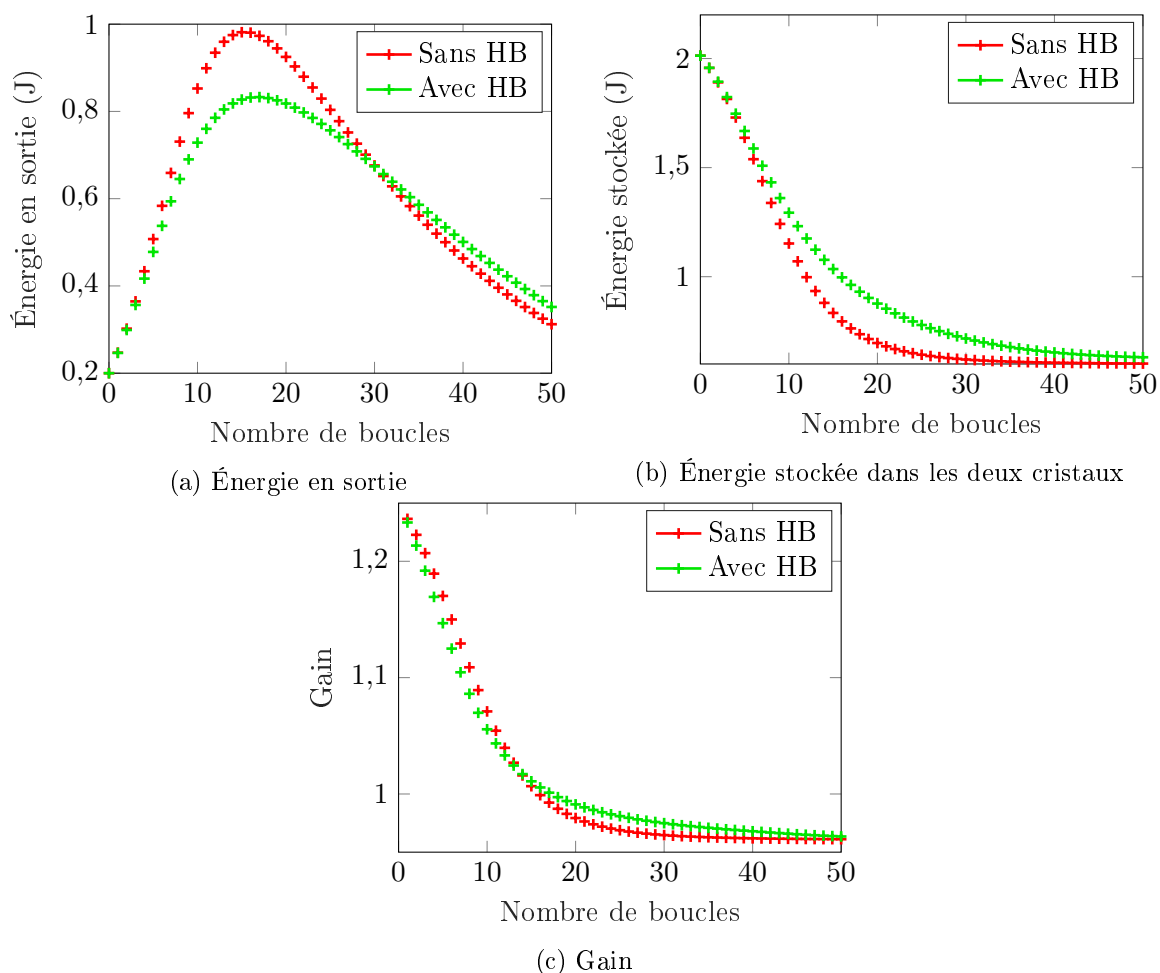 1
0,8
0,6
0,4
0,2
0 10 20 30 40 50
Énergie en sortie (J)
Nombre de boucles
Sans HB
Avec HB
(a) Énergie en sortie
2
1,5
1
0 10 20 30 40 50
Énergie stockée (J)
Nombre de boucles
Sans HB
Avec HB
(b) Énergie stockée dans les deux cristaux
1,2
1,1
1
0 10 20 30 40 50
Gain
Nombre de boucles
Sans HB
Avec HB
(c) Gain